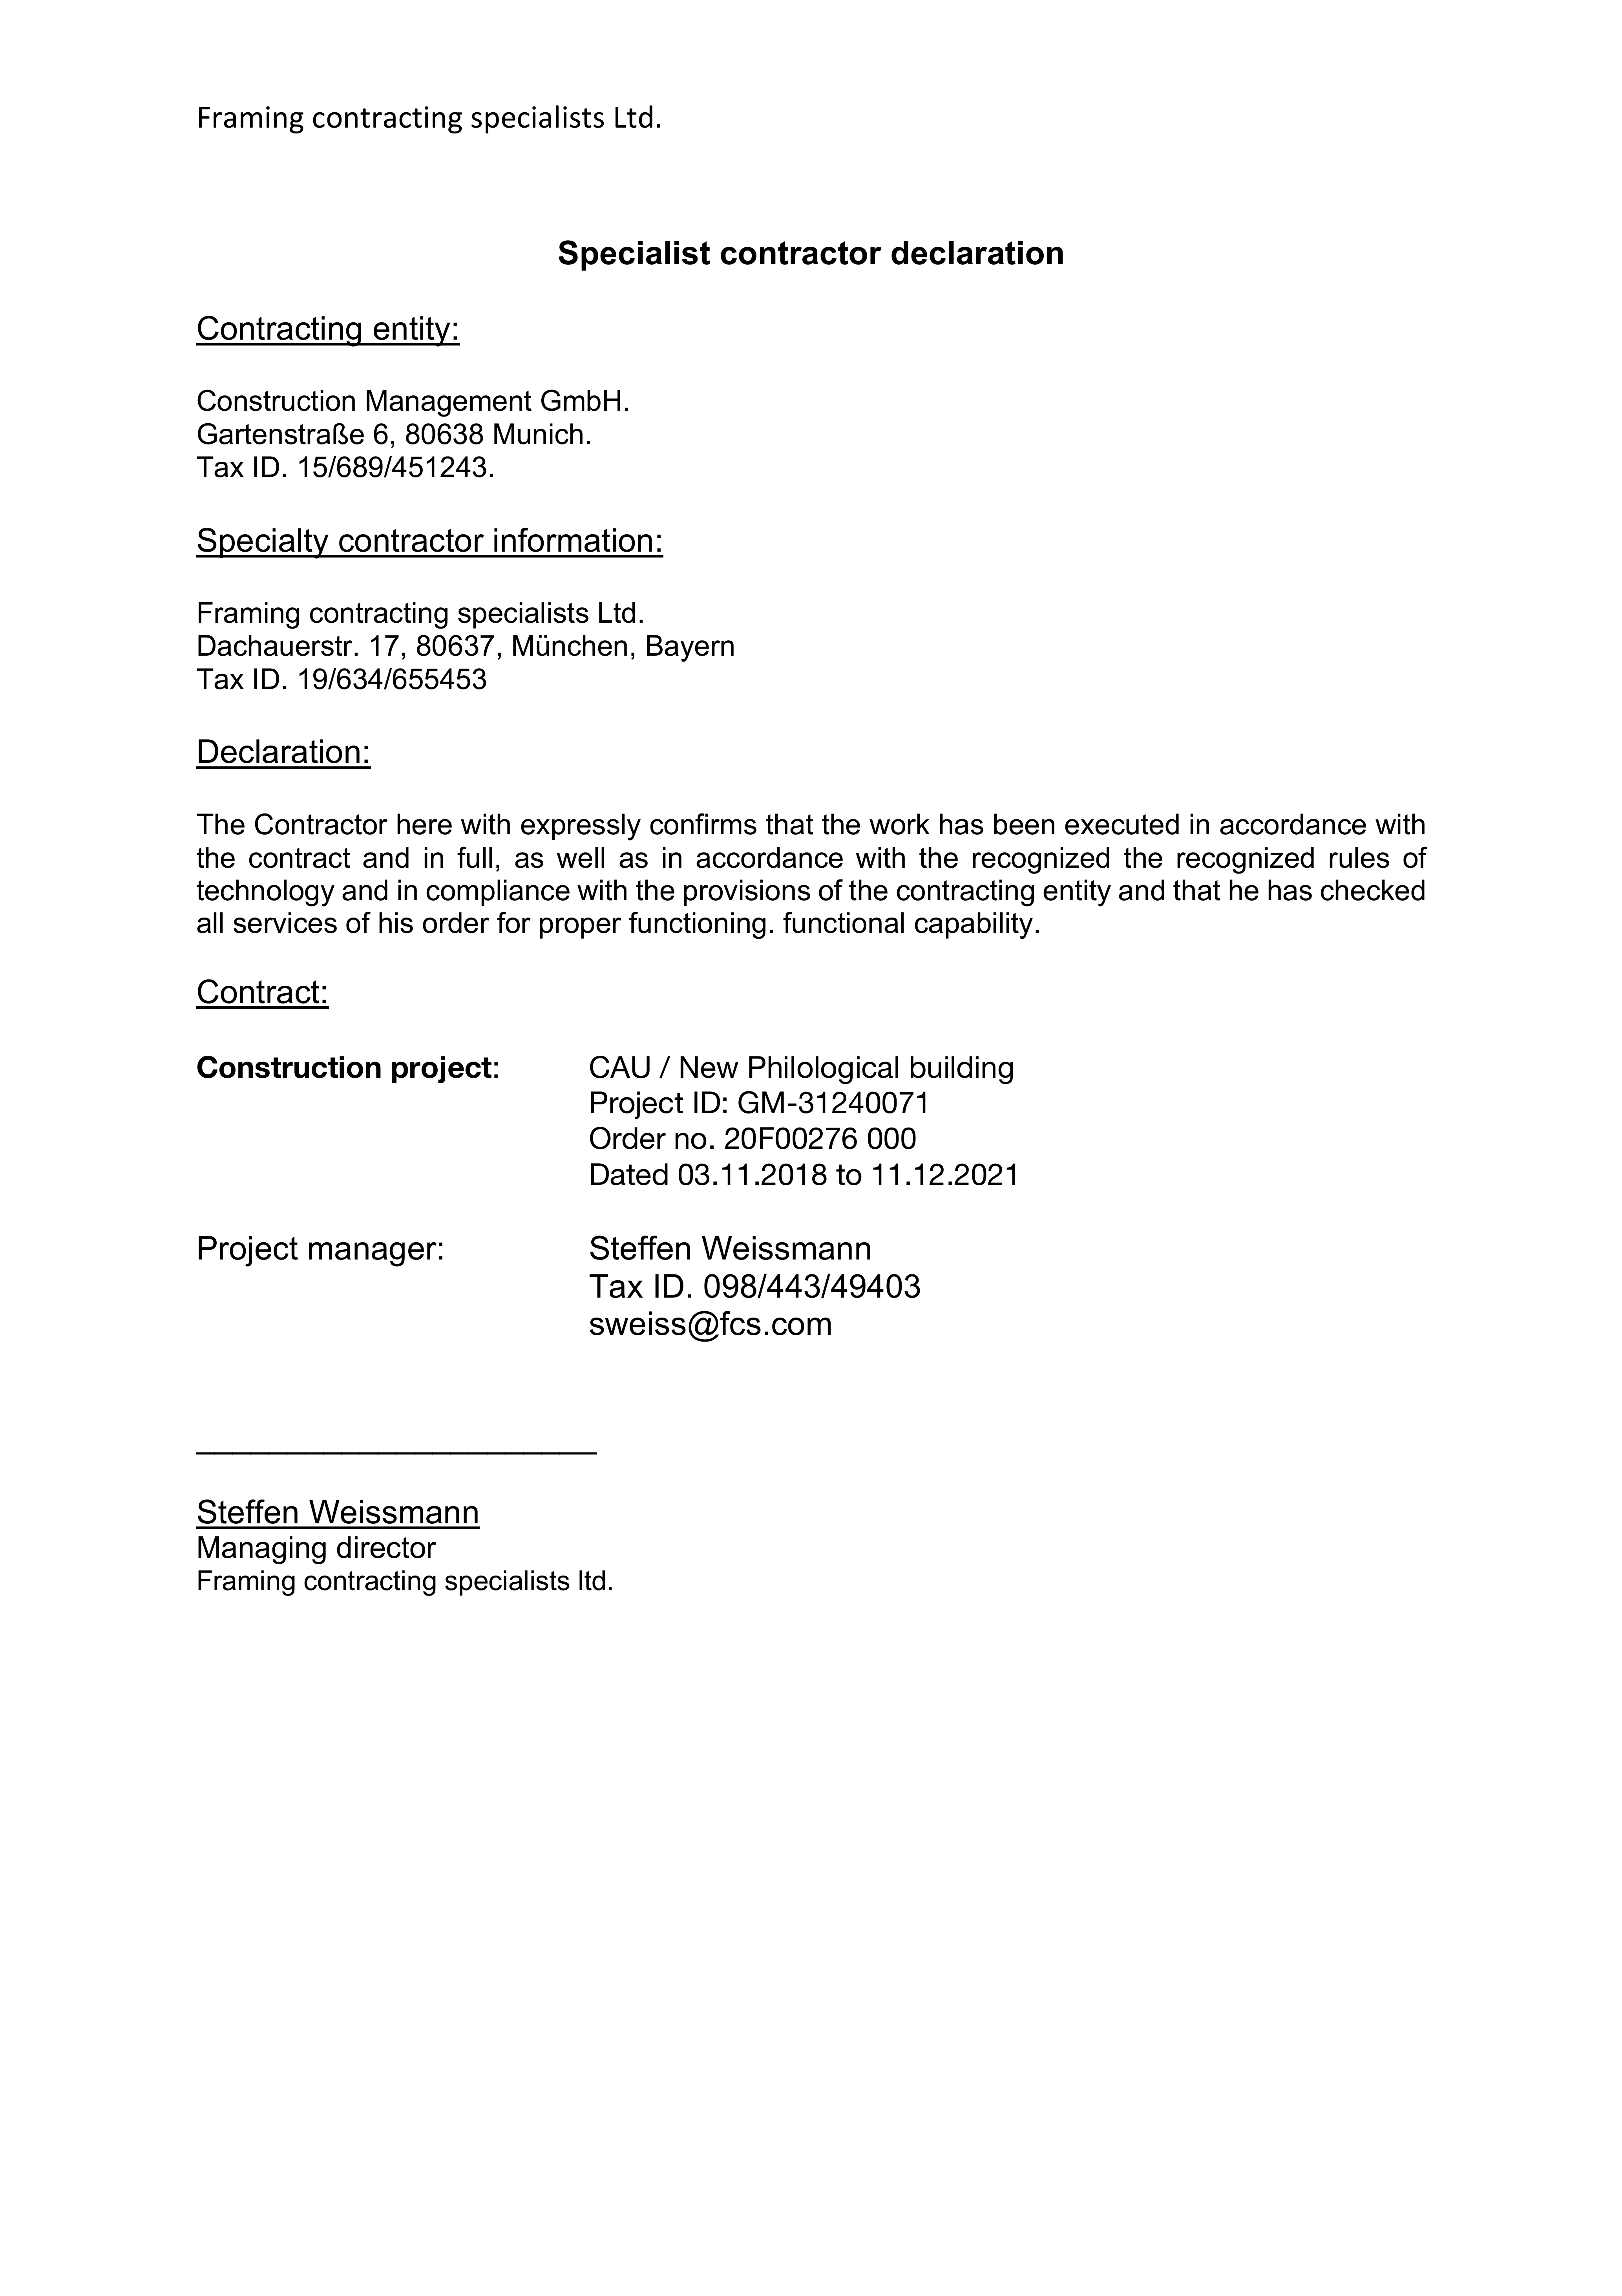 Framing contracting specialists Ltd.
Specialist contractor declaration
Contracting entity:
Construction Management GmbH.
Gartenstraße 6, 80638 Munich.
Tax ID. 15/689/451243.
Specialty contractor information:
Framing contracting specialists Ltd.
Dachauerstr. 17, 80637, München, Bayern
Tax ID. 19/634/655453
Declaration:
The Contractor here with expressly confirms that the work has been executed in accordance with
the contract and in full, as well as in accordance with the recognized the recognized rules of
technology and in compliance with the provisions of the contracting entity and that he has checked
all services of his order for proper functioning. functional capability.
Contract:
Construction project: CAU / New Philological building
Project ID: GM-31240071
Order no. 20F00276 000
Dated 03.11.2018 to 11.12.2021
Project manager: Steffen Weissmann
Tax ID. 098/443/49403
sweiss@fcs.com
Steffen Weissmann
Managing director
Framing contracting specialists ltd.